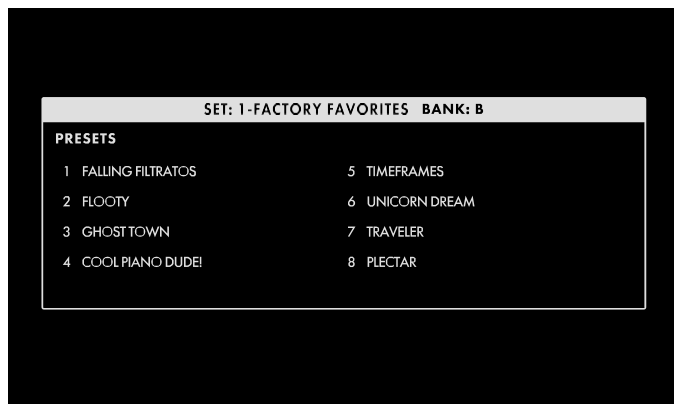 SET: 1-FACTORY FAVORITES BANK: B
PRESETS
1 FALLING FILTRATOS
2 FLOOTY
3 GHOST TOWN
4 COOL PIANO DUDE!
5 TIMEFRAMES
6 UNICORN DREAM
7 TRAVELER
8 PLECTAR